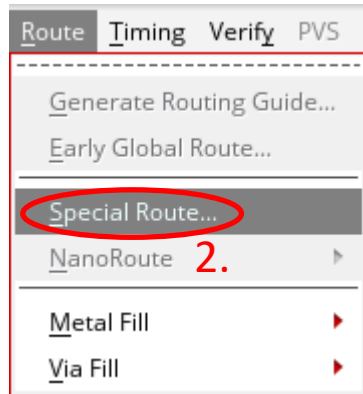 Route Timing Verify PVS
Generate Routing Guide...
Early Global Route...
Special Route...
NanoRoute 2.
Metal Fill
Via Fill